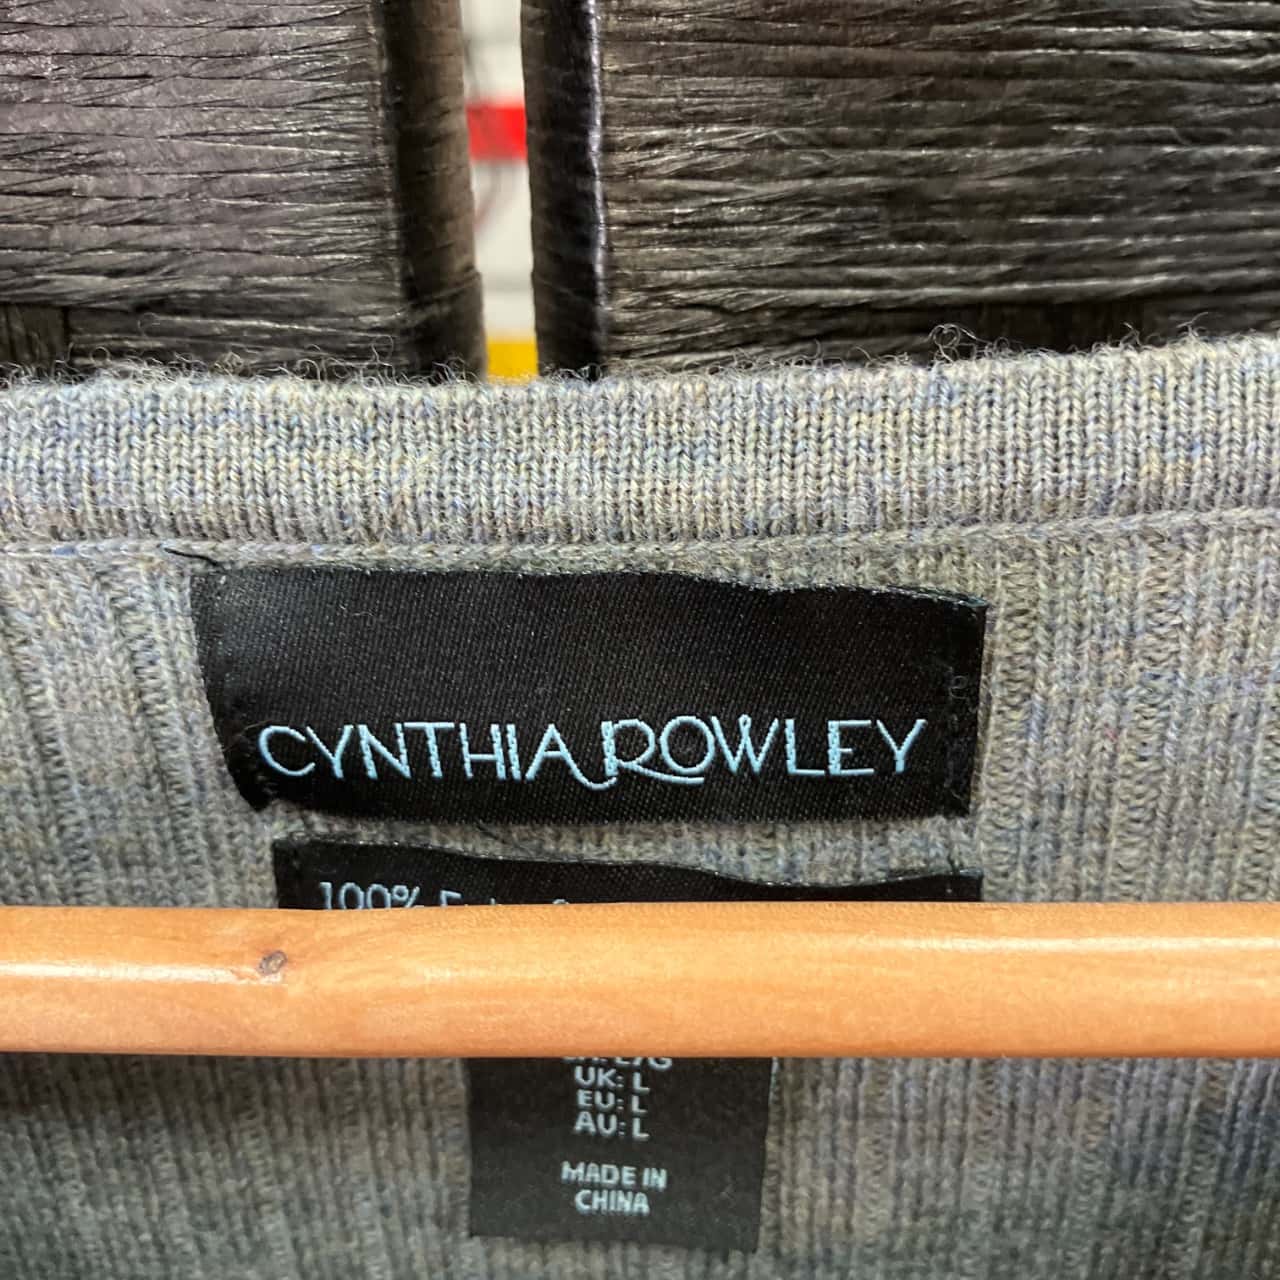 CYNTHIA ROWLEY
100%
UK: L
EU: L
AU: L
MADE IN
CHINA